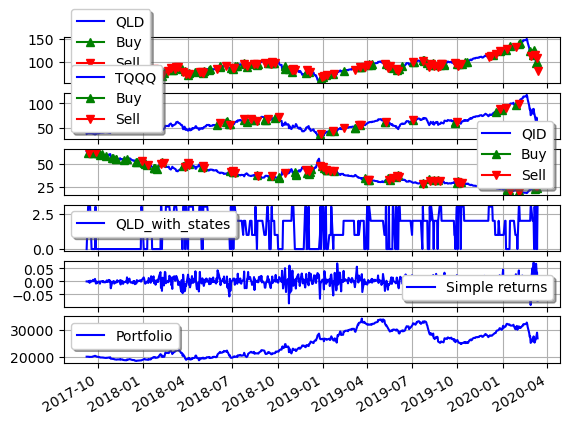 QLD
Buy
Sell
150
100
TQQQ
Buy
Sell
100
50
QID
Buy
Sell
50
25
QLD_with_states
2.5
0.0
Simple returns
0.05
0.00
−0.05
Portfolio
30000
20000
2017-10
2018-01
2018-04
2018-07
2018-10
2019-01
2019-04
2019-07
2019-10
2020-01
2020-04